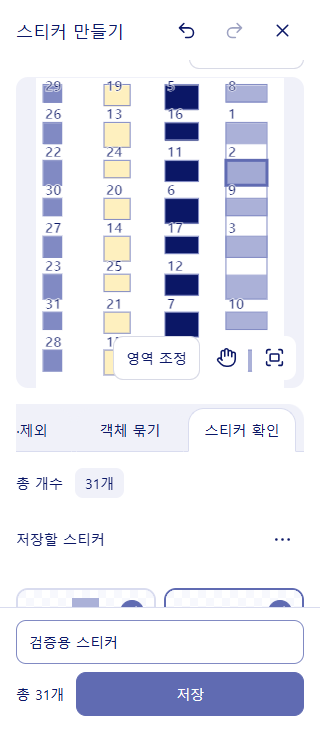 스티커 만들기
29 19 5 8
26 13 16 1
22 24 11 2
30 20 6 9
27 14 17 3
23 25 12
31 21 7 10
28
영역 조정
제외 객체 묶기 스티커 확인
총 개수 31개
저장할 스티커
검증용 스티커
총 31개 저장